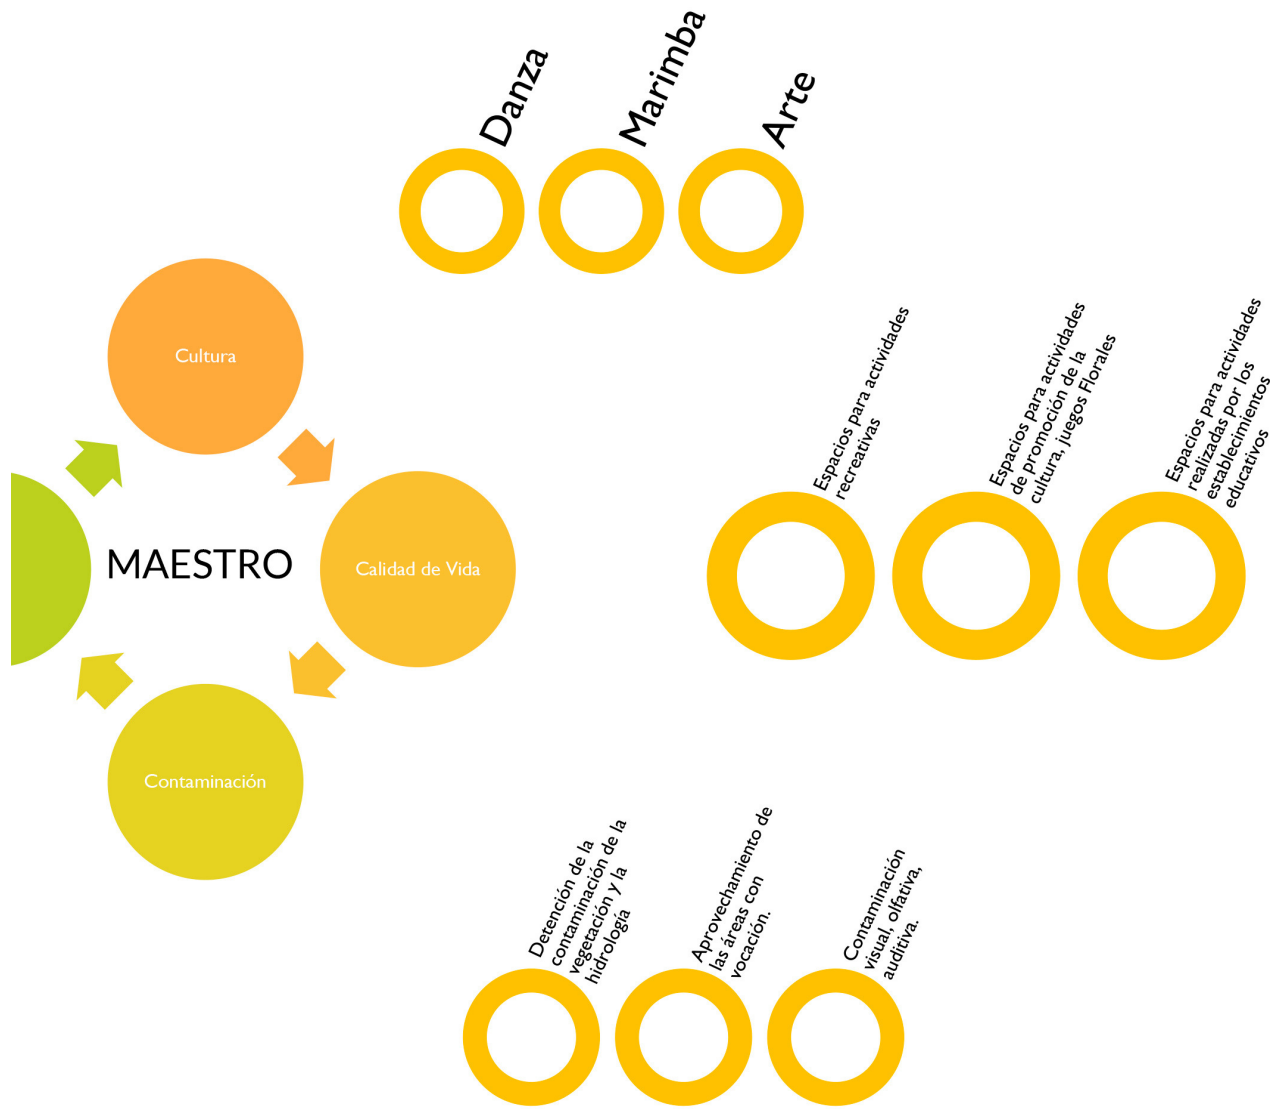 Danza
Marimba
Arte
Cultura
Espacios para actividades
recreativas
Espacios para actividades
de promoción de la
cultura, juegos Florales
Espacios para actividades
realizadas por los
establecimientos
educativos
MAESTRO
Calidad de Vida
Contaminación
Detención de la
contaminación de la
vegetación y la
hidrología
Aprovechamiento de
las áreas con
vocación.
Contaminación
visual, olfativa,
auditiva.